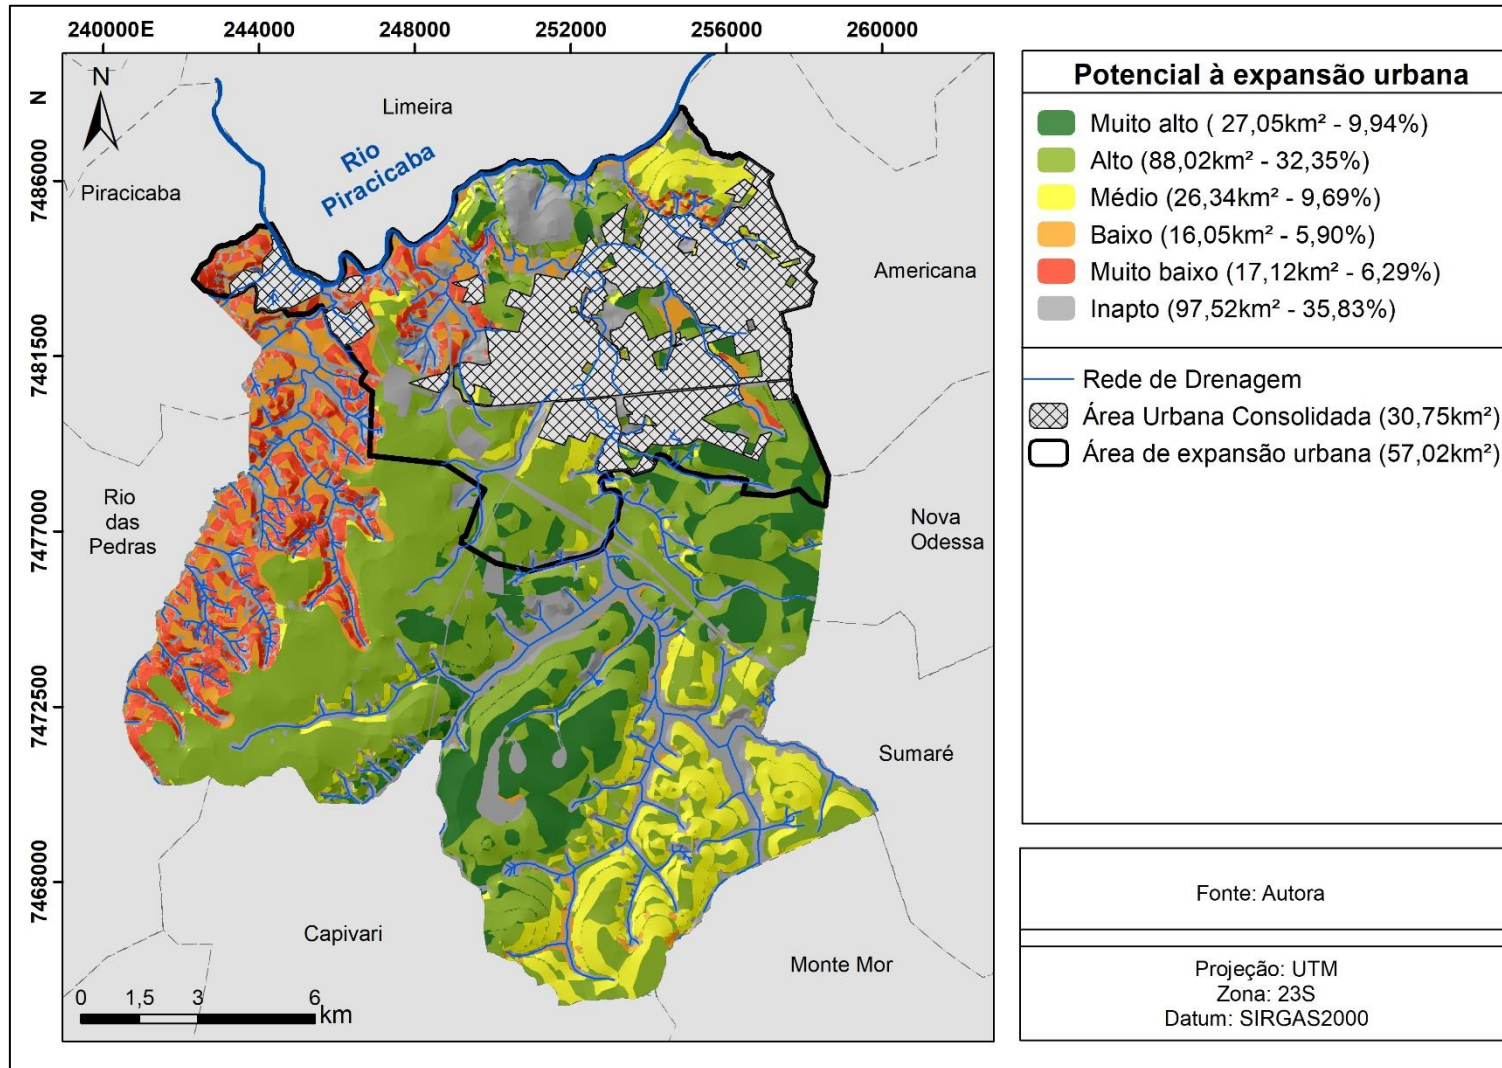 240000E 244000 248000 252000 256000 260000
N
N
7486000
7481500
7477000
7472500
7468000
Limeira
Rio
Piracicaba
Piracicaba
Americana
Rio
das
Pedras
Nova
Odessa
Sumaré
Capivari
Monte Mor
0 1,5 3 6
km
Potencial à expansão urbana
Muito alto ( 27,05km² - 9,94%)
Alto (88,02km² - 32,35%)
Médio (26,34km² - 9,69%)
Baixo (16,05km² - 5,90%)
Muito baixo (17,12km² - 6,29%)
Inapto (97,52km² - 35,83%)
Rede de Drenagem
Área Urbana Consolidada (30,75km²)
Área de expansão urbana (57,02km²)
Fonte: Autora
Projeção: UTM
Zona: 23S
Datum: SIRGAS2000